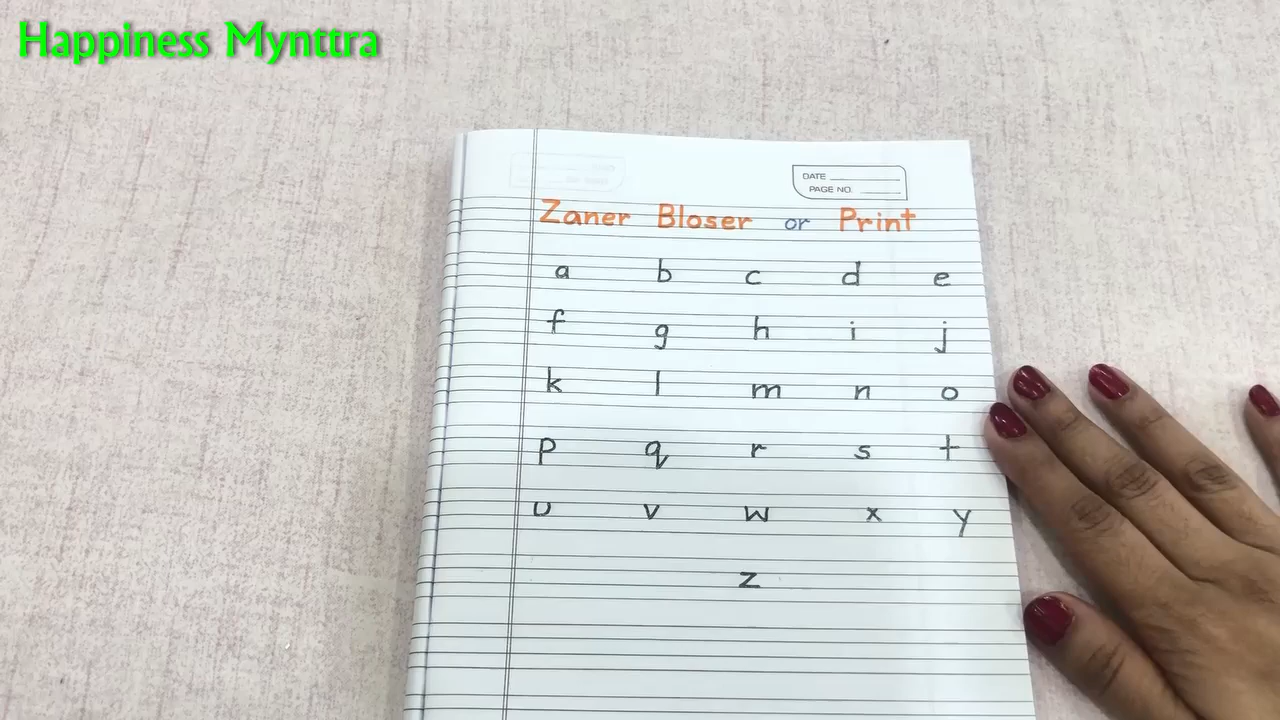 Happiness Mynttra
DATE
PAGE NO.
Zaner Bloser or Print
a b c d e
f g h i j
k l m n o
p q r s t
u v w x y
z